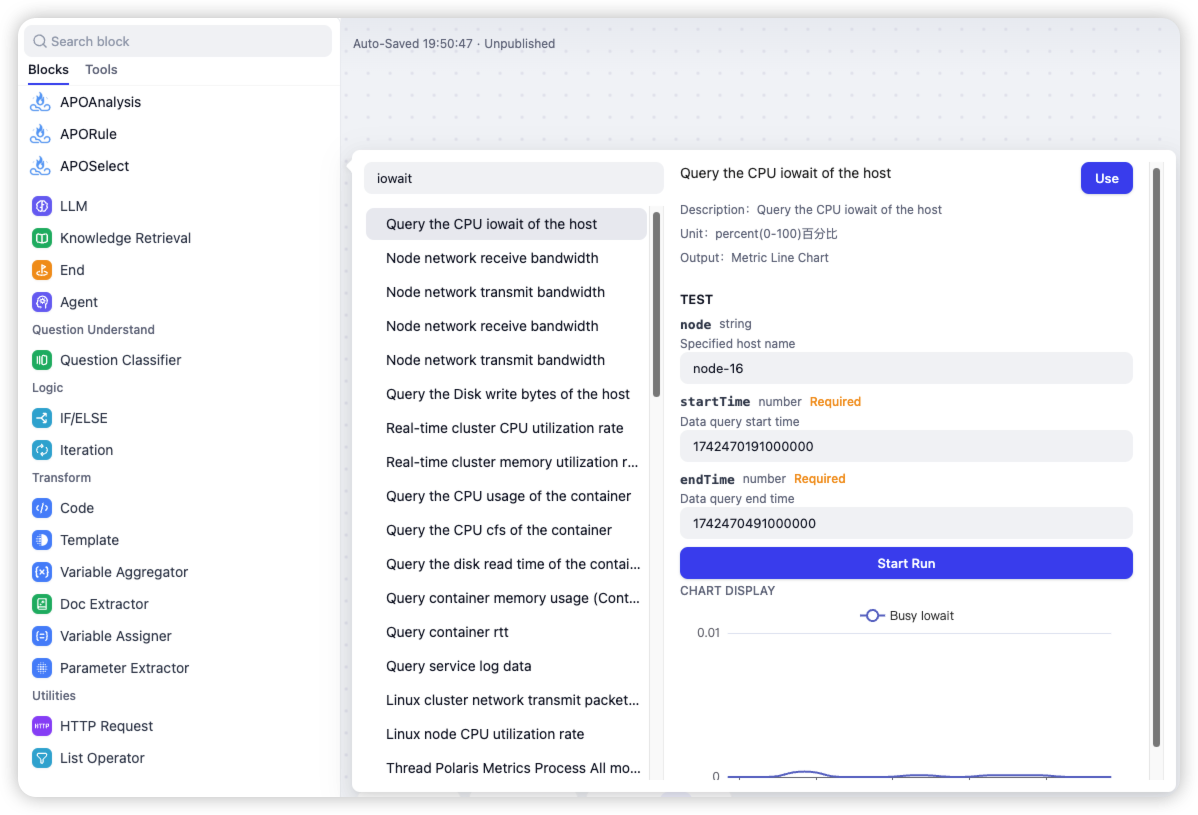 Search block
Blocks Tools
APOAnalysis
APORule
APOSelect
LLM
Knowledge Retrieval
End
Agent
Question Understand
Question Classifier
Logic
IF/ELSE
Iteration
Transform
Code
Template
Variable Aggregator
Doc Extractor
Variable Assigner
Parameter Extractor
Utilities
HTTP
HTTP Request
List Operator
Auto-Saved 19:50:47 · Unpublished
iowait
Query the CPU iowait of the host
Node network receive bandwidth
Node network transmit bandwidth
Node network receive bandwidth
Node network transmit bandwidth
Query the Disk write bytes of the host
Real-time cluster CPU utilization rate
Real-time cluster memory utilization r...
Query the CPU usage of the container
Query the CPU cfs of the container
Query the disk read time of the contai...
Query container memory usage (Cont...
Query container rtt
Query service log data
Linux cluster network transmit packet...
Linux node CPU utilization rate
Thread Polaris Metrics Process All mo...
Query the CPU iowait of the host
Use
Description: Query the CPU iowait of the host
Unit: percent(0-100)百分比
Output: Metric Line Chart
TEST
node string
Specified host name
node-16
startTime number Required
Data query start time
1742470191000000
endTime number Required
Data query end time
1742470491000000
Start Run
CHART DISPLAY
Busy Iowait
0.01
0